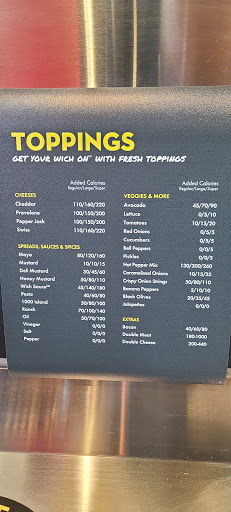 TOPPINGS
GET YOUR WICH ON™ WITH FRESH TOPPINGS
Added Calories
Regular/Large/Super
CHEESES
Cheddar 110/160/220
Provolone 100/150/200
Pepper Jack 100/150/200
Swiss 110/160/220
SPREADS, SAUCES & SPICES
Mayo 80/120/160
Mustard 10/10/15
Deli Mustard 30/45/60
Honey Mustard 50/80/110
Wich Sauce™ 45/140/180
Pesto 40/60/80
1000 Island 50/80/100
Ranch 70/100/140
Oil 50/70/100
Vinegar 0/0/0
Salt 0/0/0
Pepper 0/0/0
Added Calories
Regular/Large/Super
VEGGIES & MORE
Avocado 45/70/90
Lettuce 0/5/10
Tomatoes 10/15/20
Red Onions 0/5/5
Cucumbers 0/5/5
Bell Peppers 0/0/5
Pickles 0/0/5
Hot Pepper Mix 130/200/260
Caramelized Onions 10/15/35
Crispy Onion Strings 50/80/110
Banana Peppers 5/10/10
Black Olives 20/35/45
Jalapeños 0/0/0
EXTRAS
Bacon 40/60/80
Double Meat 180-1000
Double Cheese 200-440